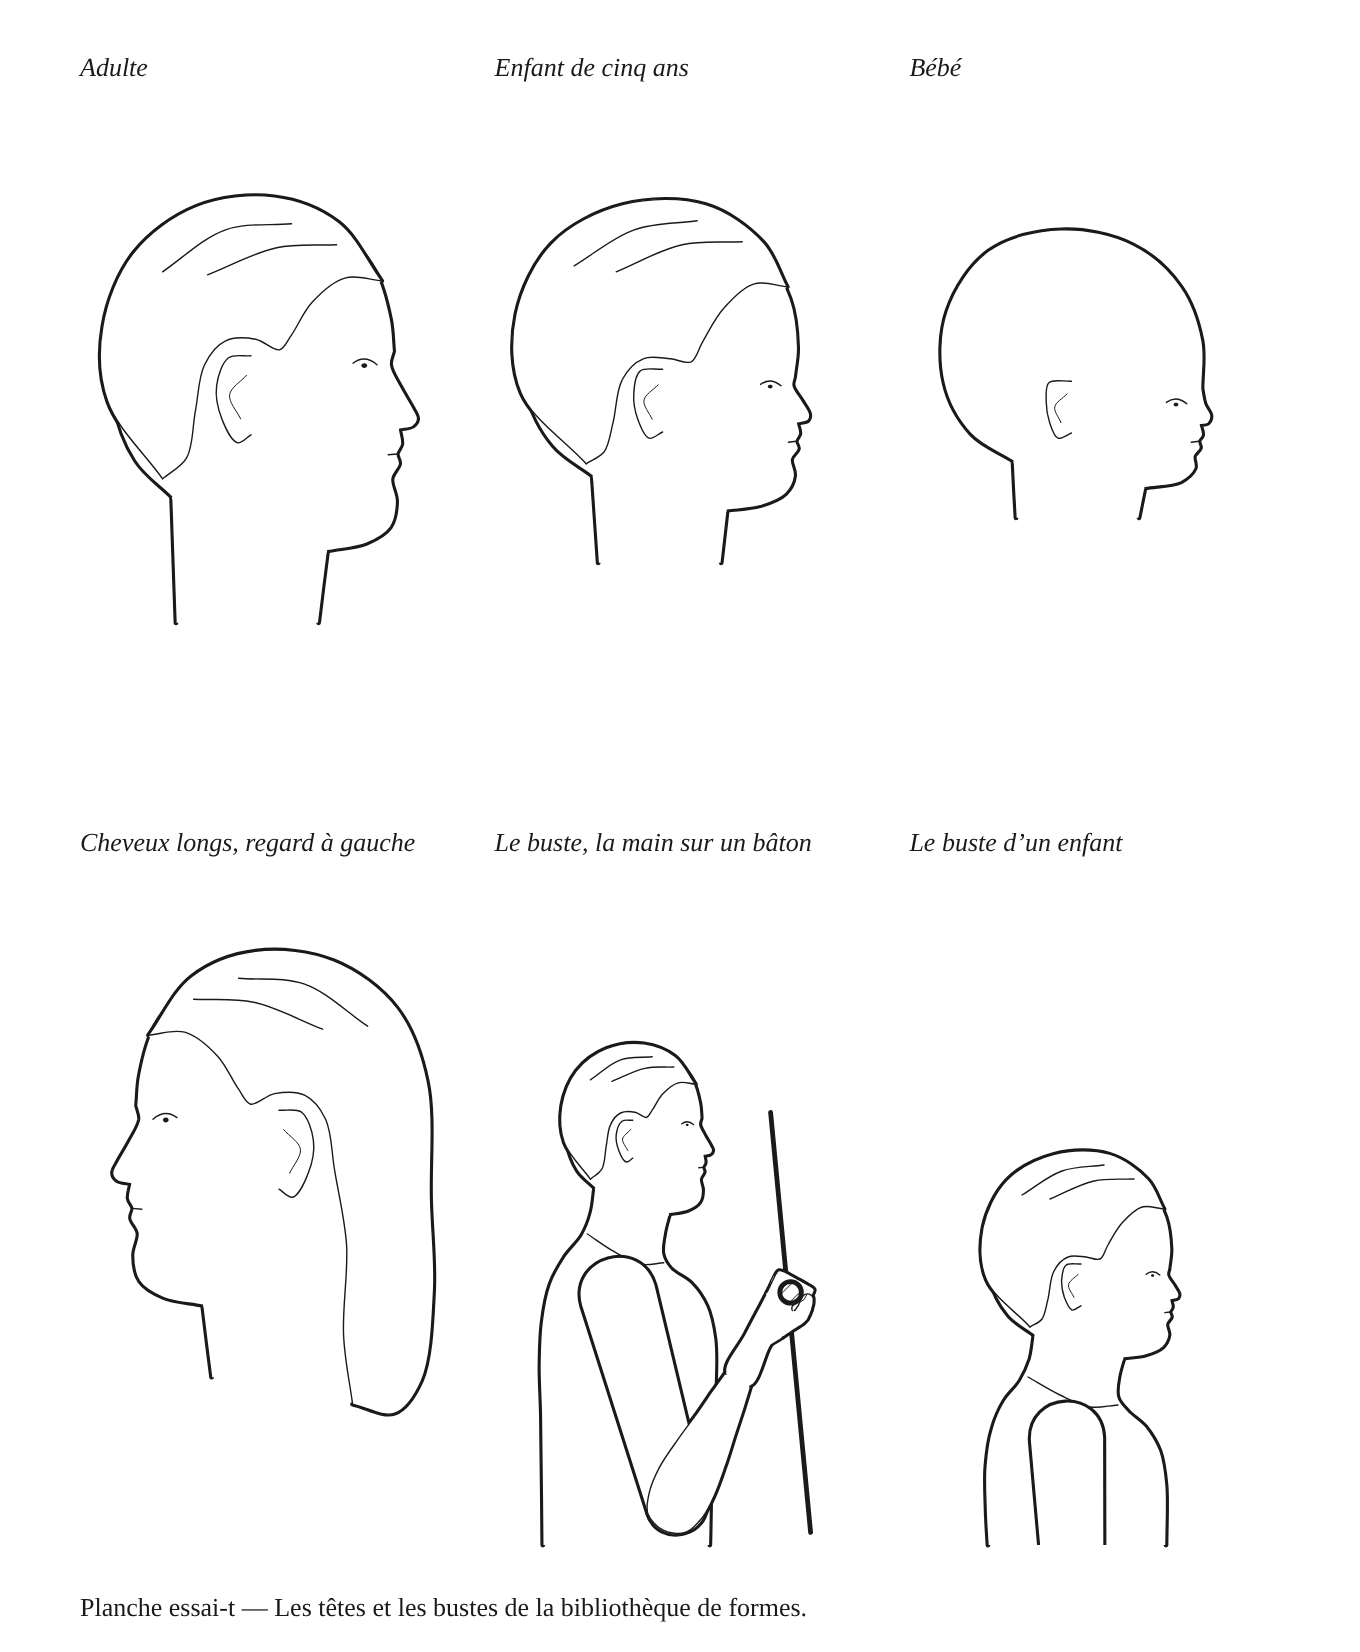 Adulte
Enfant de cinq ans
Bébé
Cheveux longs, regard à gauche
Le buste, la main sur un bâton
Le buste d’un enfant
Planche essai-t — Les têtes et les bustes de la bibliothèque de formes.